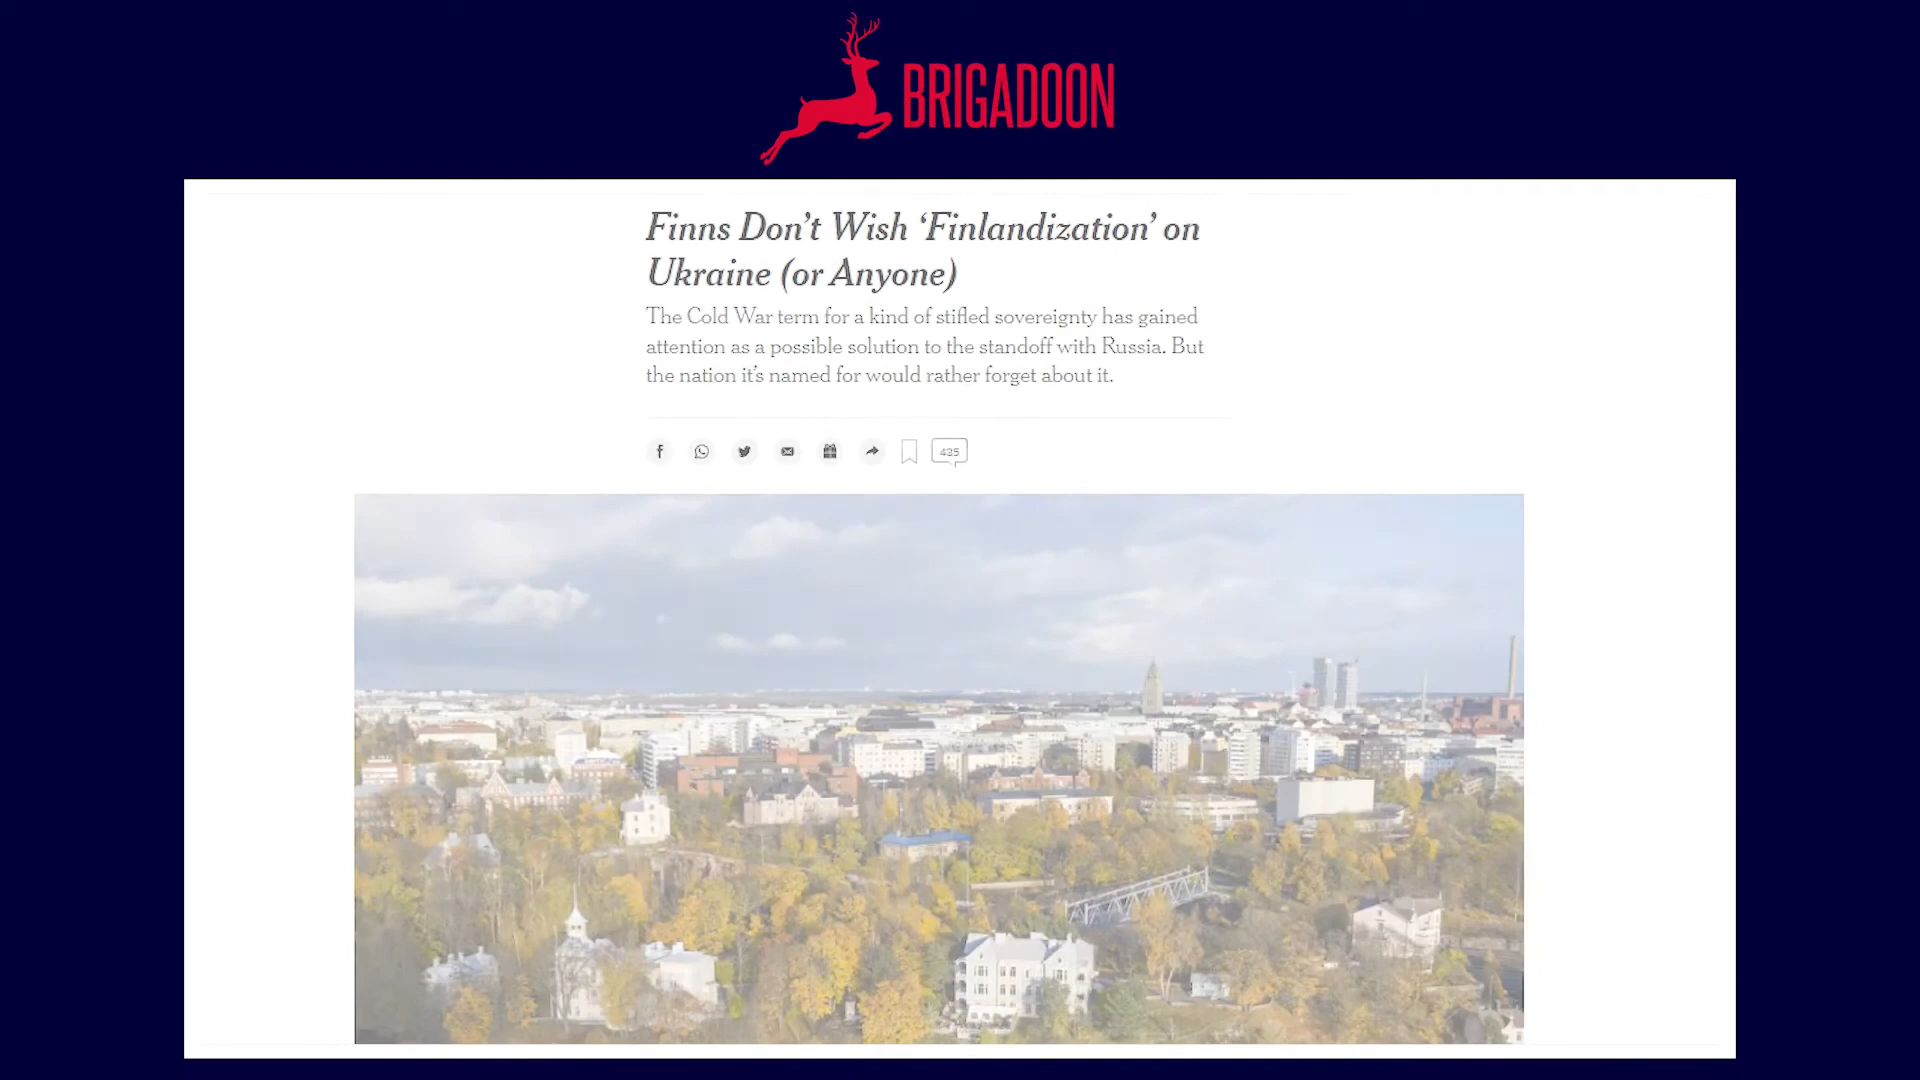 BRIGADOON
Finns Don't Wish ‘Finlandization’ on
Ukraine (or Anyone)
The Cold War term for a kind of stifled sovereignty has gained
attention as a possible solution to the standoff with Russia. But
the nation it's named for would rather forget about it.
435